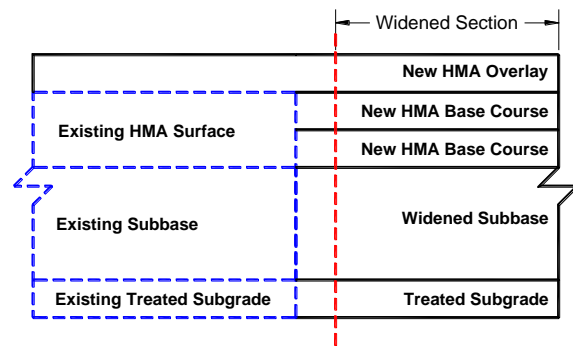 Widened Section
New HMA Overlay
New HMA Base Course
Existing HMA Surface
New HMA Base Course
Existing Subbase
Widened Subbase
Existing Treated Subgrade
Treated Subgrade